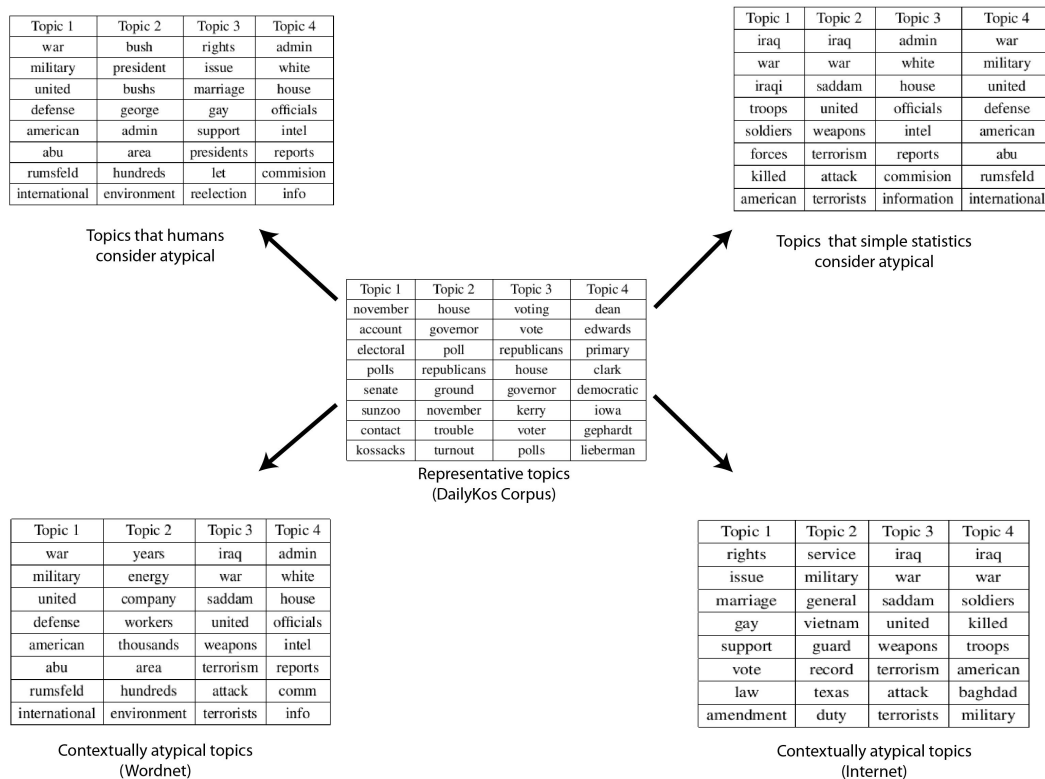 Topic 1 Topic 2 Topic 3 Topic 4
war bush rights admin
military president issue white
united bushs marriage house
defense george gay officials
american admin support intel
abu area presidents reports
rumsfeld hundreds let commision
international environment reelection info
Topics that humans
consider atypical
Topic 1 Topic 2 Topic 3 Topic 4
iraq iraq admin war
war war white military
iraqi saddam house united
troops united officials defense
soldiers weapons intel american
forces terrorism reports abu
killed attack commision rumsfeld
american terrorists information international
Topics that simple statistics
consider atypical
Topic 1 Topic 2 Topic 3 Topic 4
november house voting dean
account governor vote edwards
electoral poll republicans primary
polls republicans house clark
senate ground governor democratic
sunzoo november kerry iowa
contact trouble voter gephardt
kossacks turnout polls lieberman
Representative topics
(DailyKos Corpus)
Topic 1 Topic 2 Topic 3 Topic 4
war years iraq admin
military energy war white
united company saddam house
defense workers united officials
american thousands weapons intel
abu area terrorism reports
rumsfeld hundreds attack comm
international environment terrorists info
Contextually atypical topics
(Wordnet)
Topic 1 Topic 2 Topic 3 Topic 4
rights service iraq iraq
issue military war war
marriage general saddam soldiers
gay vietnam united killed
support guard weapons troops
vote record terrorism american
law texas attack baghdad
amendment duty terrorists military
Contextually atypical topics
(Internet)